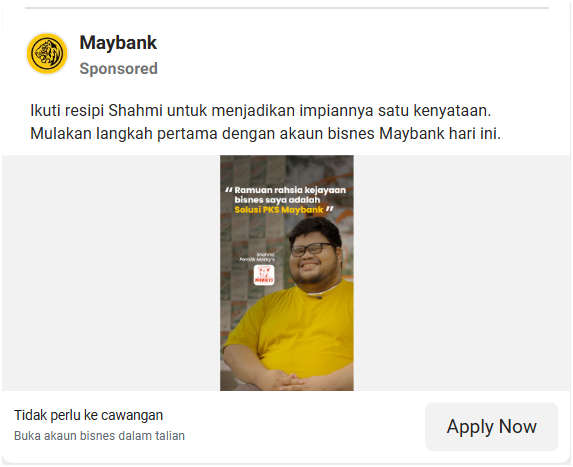 Maybank
Sponsored
Ikuti resipi Shahmi untuk menjadikan impiannya satu kenyataan.
Mulakan langkah pertama dengan akaun bisnes Maybank hari ini.
“ Ramuan rahsia kejayaan
bisnes saya adalah
Solusi PKS Maybank ”
Shahmi,
Pemilik Meaty's
Tidak perlu ke cawangan
Buka akaun bisnes dalam talian
Apply Now